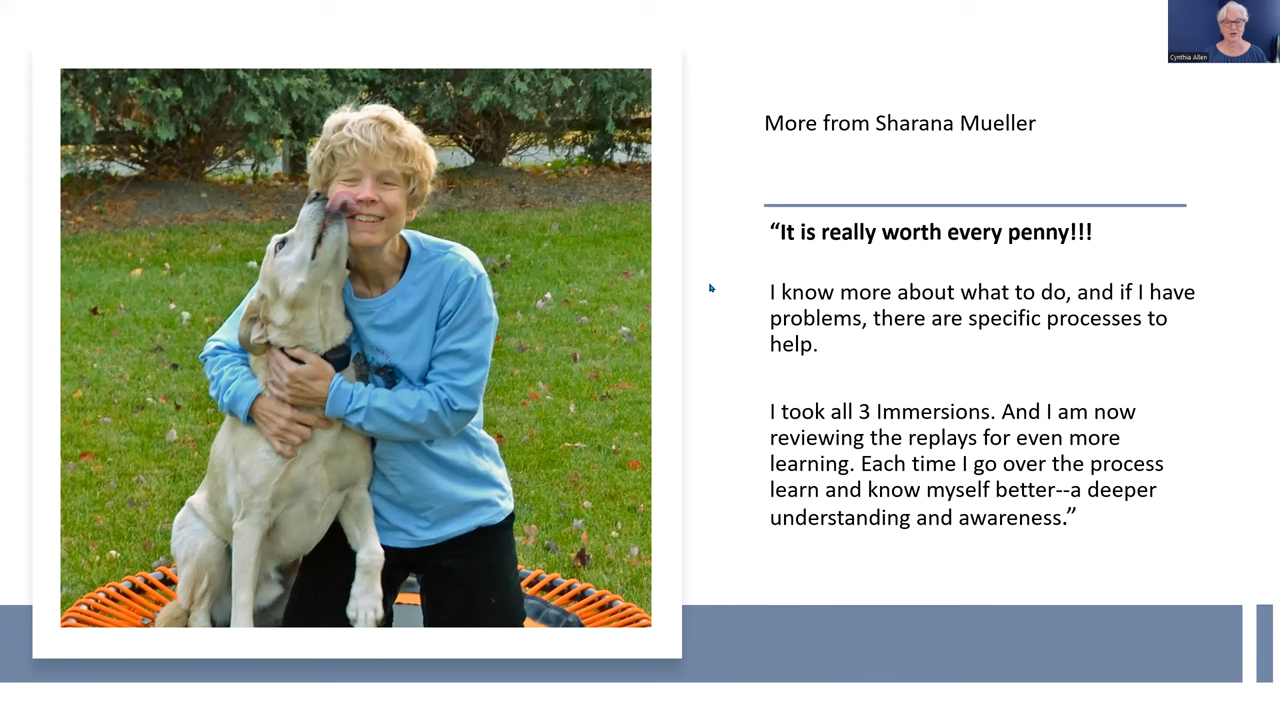 Cynthia Allen
More from Sharana Mueller
“It is really worth every penny!!!
I know more about what to do, and if I have
problems, there are specific processes to
help.
I took all 3 Immersions. And I am now
reviewing the replays for even more
learning. Each time I go over the process
learn and know myself better--a deeper
understanding and awareness.”